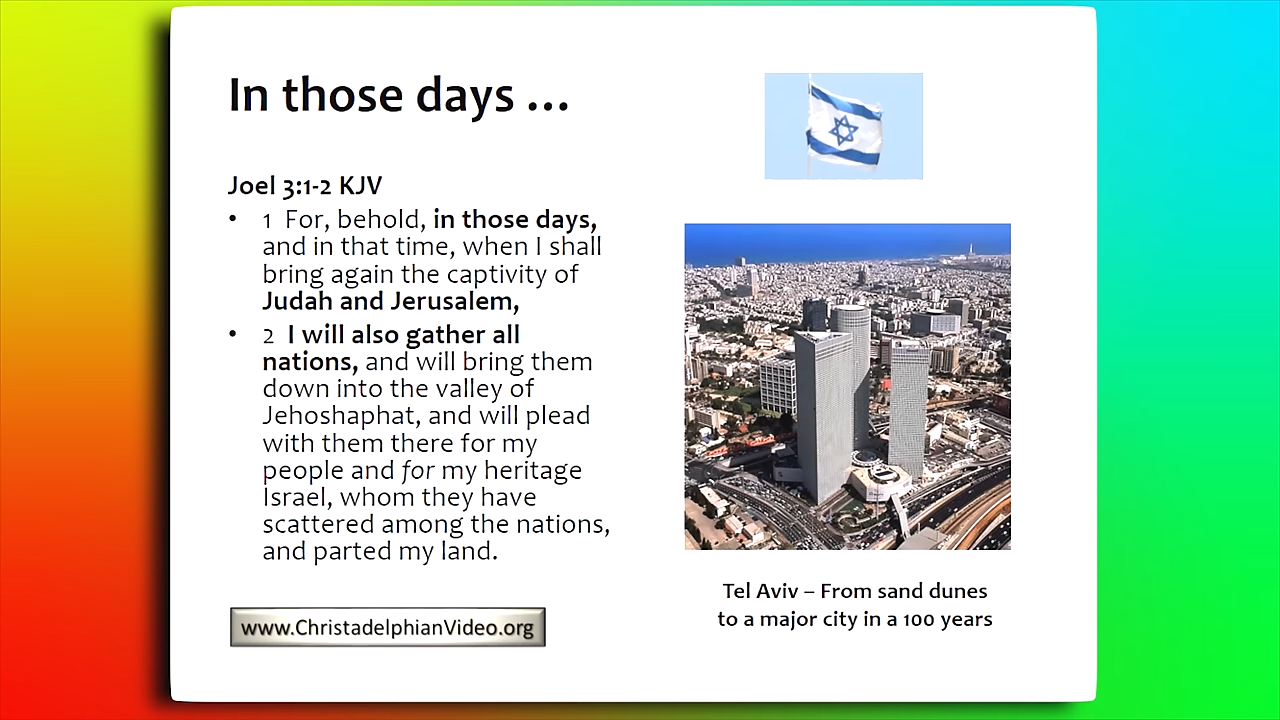 In those days ...
Joel 3:1-2 KJV
• 1 For, behold, in those days,
and in that time, when I shall
bring again the captivity of
Judah and Jerusalem,
• 2 I will also gather all
nations, and will bring them
down into the valley of
Jehoshaphat, and will plead
with them there for my
people and for my heritage
Israel, whom they have
scattered among the nations,
and parted my land.
www.ChristadelphianVideo.org
Tel Aviv – From sand dunes
to a major city in a 100 years